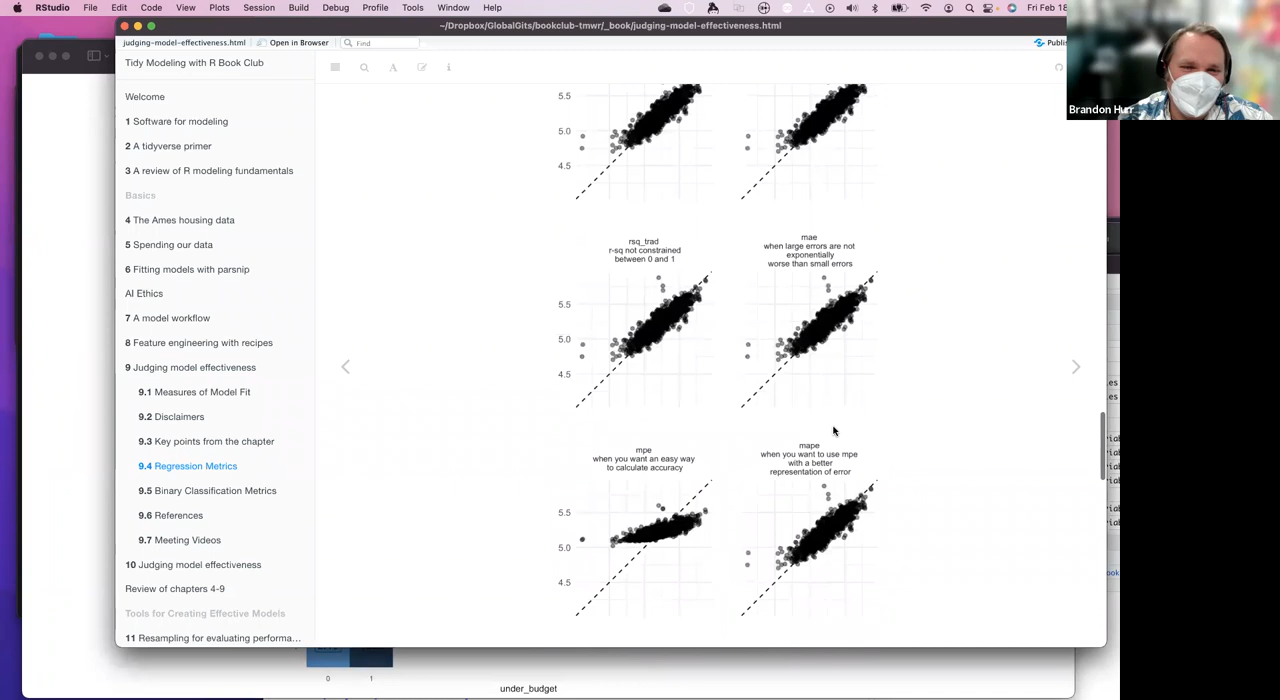 RStudio File Edit Code View Plots Session Build Debug Profile Tools Window Help
Fri Feb 18
~/Dropbox/GlobalGits/bookclub-tmwr/_book/judging-model-effectiveness.html
judging-model-effectiveness.html Open in Browser Find
Publi
Brandon Hurr
Tidy Modeling with R Book Club
Welcome
1 Software for modeling
2 A tidyverse primer
3 A review of R modeling fundamentals
Basics
4 The Ames housing data
5 Spending our data
6 Fitting models with parsnip
AI Ethics
7 A model workflow
8 Feature engineering with recipes
9 Judging model effectiveness
9.1 Measures of Model Fit
9.2 Disclaimers
9.3 Key points from the chapter
9.4 Regression Metrics
9.5 Binary Classification Metrics
9.6 References
9.7 Meeting Videos
10 Judging model effectiveness
Review of chapters 4-9
Tools for Creating Effective Models
11 Resampling for evaluating performa...
5.5
5.0
4.5
rsq_trad
r-sq not constrained
between 0 and 1
mae
when large errors are not
exponentially
worse than small errors
5.5
5.0
4.5
mpe
when you want an easy way
to calculate accuracy
mape
when you want to use mpe
with a better
representation of error
5.5
5.0
4.5
0 1
under_budget